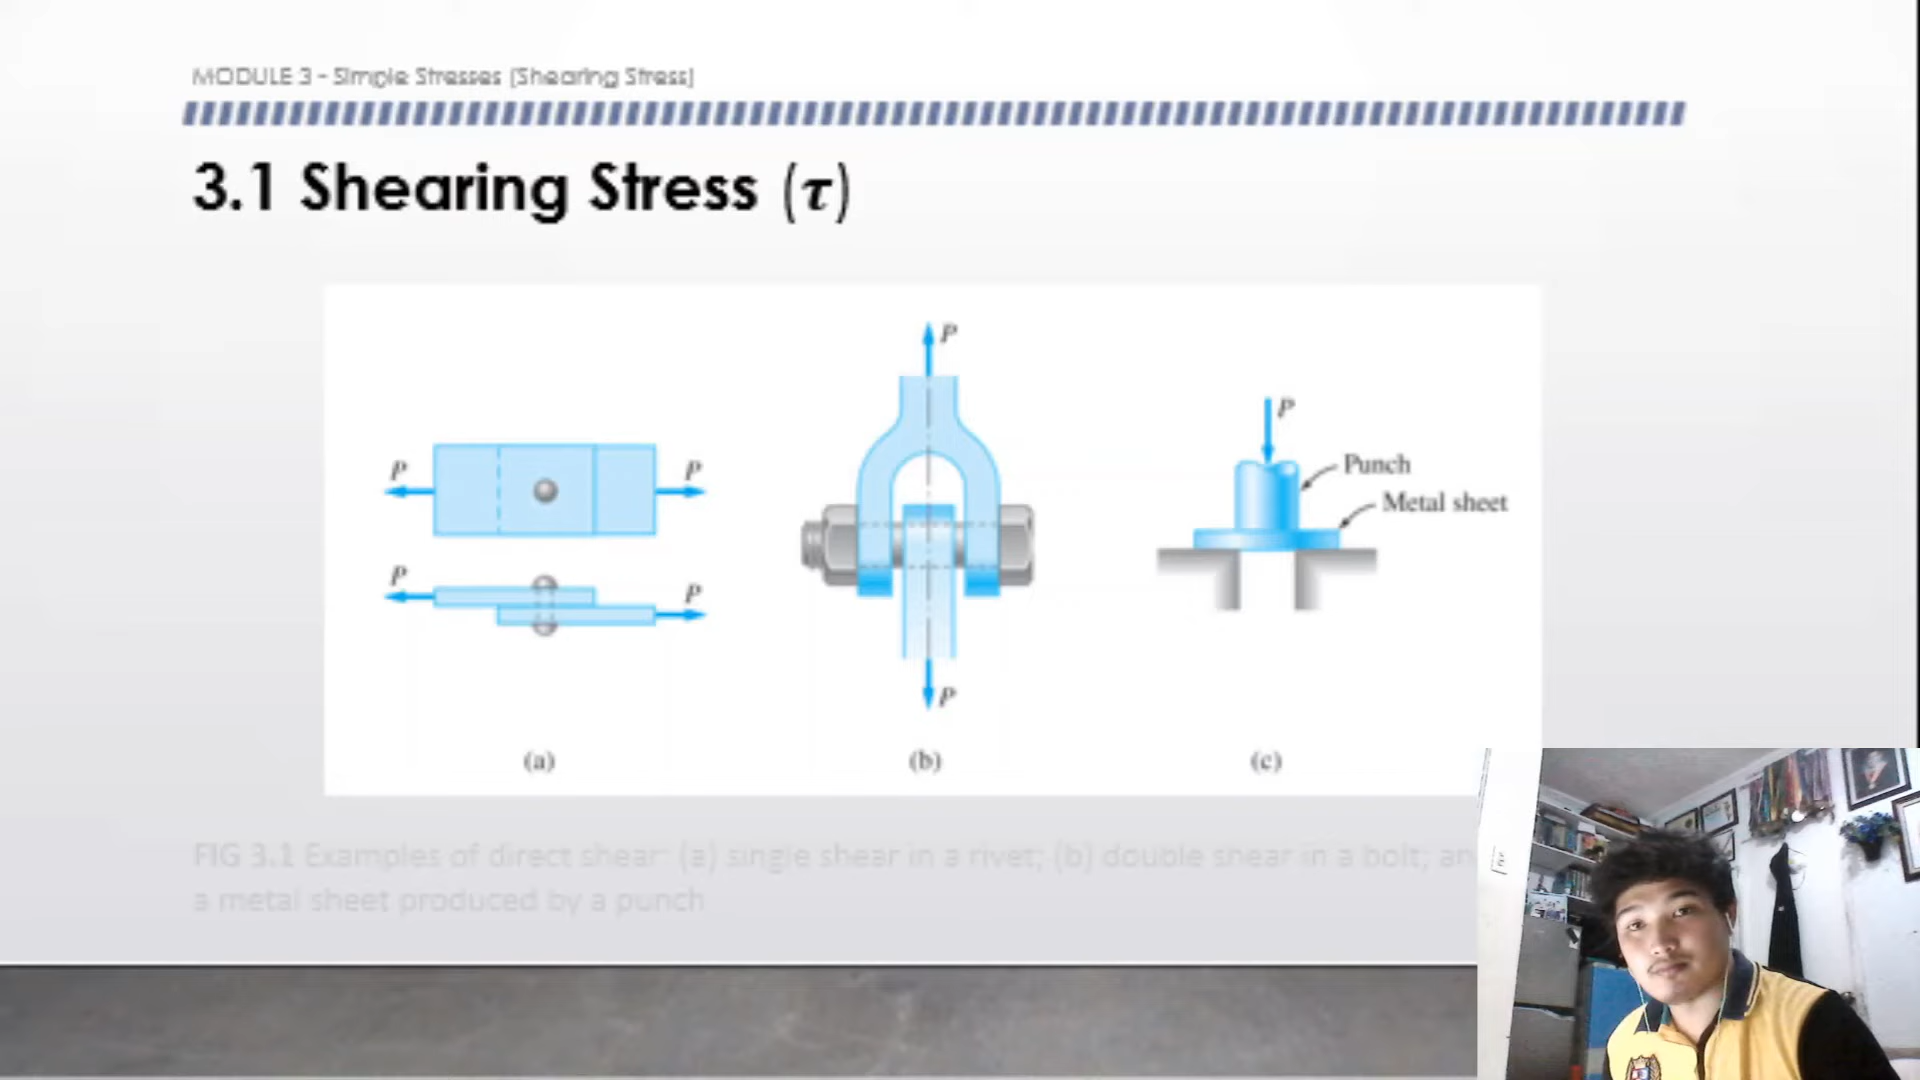 MODULE 3 – Simple Stresses (Shearing Stress)
3.1 Shearing Stress (τ)
P
P
P
Punch
P
P
Metal sheet
P
P
P
(a)
(b)
(c)
FIG 3.1 Examples of direct shear: (a) single shear in a rivet; (b) double shear in a bolt; an
a metal sheet produced by a punch